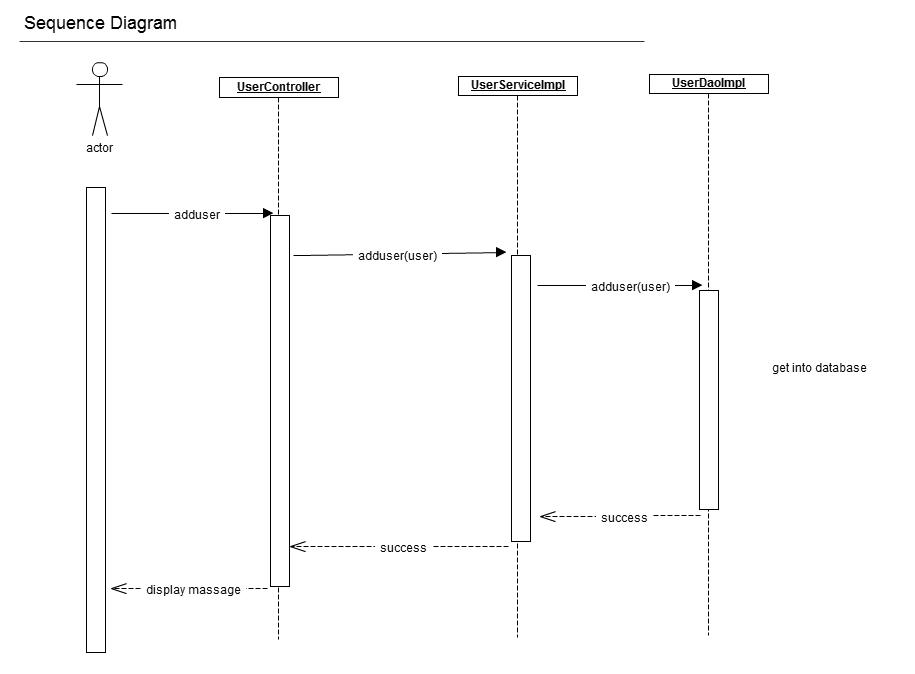 Sequence Diagram
UserController
UserServiceImpl
UserDaoImpl
actor
adduser
adduser(user)
adduser(user)
get into database
success
success
display massage